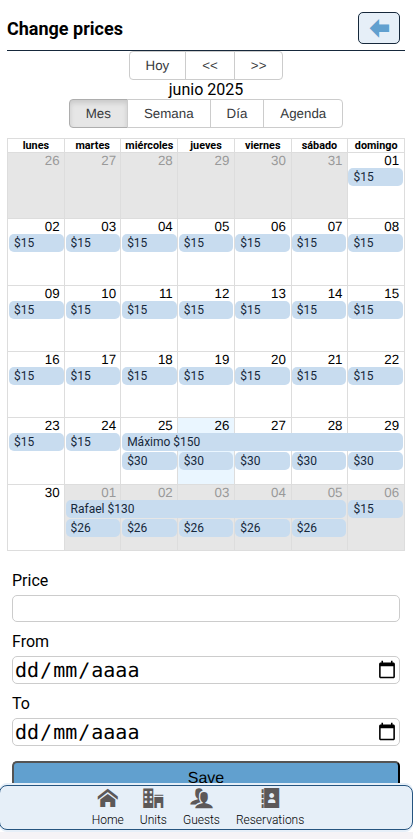 Change prices
Hoy << >>
junio 2025
Mes Semana Día Agenda
lunes martes miércoles jueves viernes sábado domingo
26 27 28 29 30 31 01
$15
02 03 04 05 06 07 08
$15 $15 $15 $15 $15 $15 $15
09 10 11 12 13 14 15
$15 $15 $15 $15 $15 $15 $15
16 17 18 19 20 21 22
$15 $15 $15 $15 $15 $15 $15
23 24 25 26 27 28 29
$15 $15 Máximo $150
$30 $30 $30 $30 $30
30 01 02 03 04 05 06
Rafael $130 $15
$26 $26 $26 $26 $26
Price
From
dd/mm/aaaa
To
dd/mm/aaaa
Save
Home Units Guests Reservations